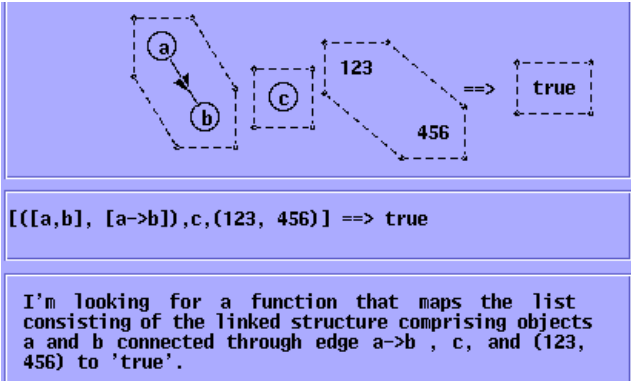 a
123
==> true
c
b
456
[([a,b], [a->b]),c,(123, 456)] ==> true
I'm looking for a function that maps the list
consisting of the linked structure comprising objects
a and b connected through edge a->b , c, and (123,
456) to 'true'.